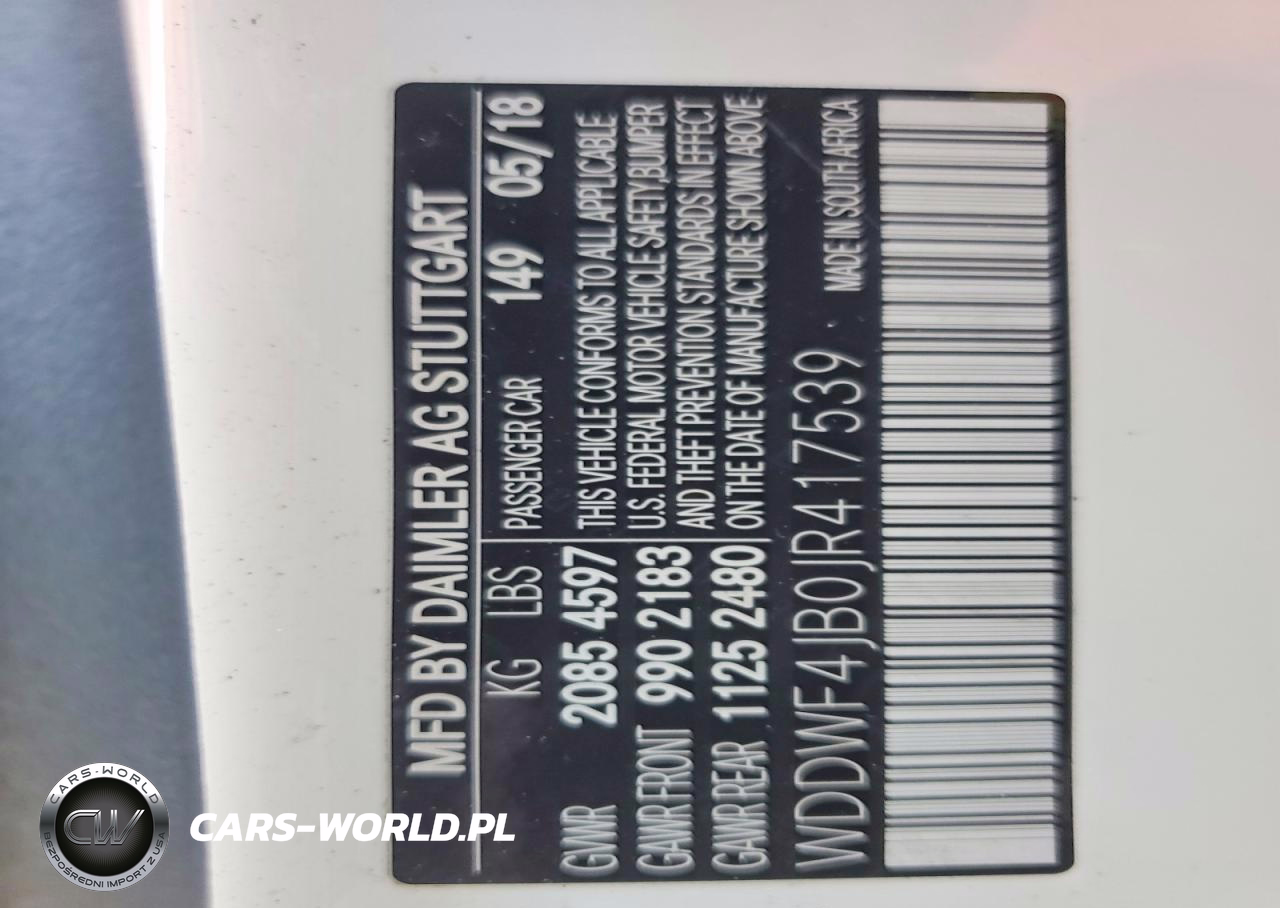 MFD BY DAIMLER AG STUTTGART
KG LBS PASSENGER CAR 149 05/18
GVWR 2085 4597
GAWR FRONT 990 2183
GAWR REAR 1125 2480
THIS VEHICLE CONFORMS TO ALL APPLICABLE
U.S. FEDERAL MOTOR VEHICLE SAFETY,BUMPER
AND THEFT PREVENTION STANDARDS IN EFFECT
ON THE DATE OF MANUFACTURE SHOWN ABOVE:
WDDWF4JB0JR417539 MADE IN SOUTH AFRICA
CARS-WORLD
CW
BEZPOŚREDNI IMPORT Z USA
CARS-WORLD.PL